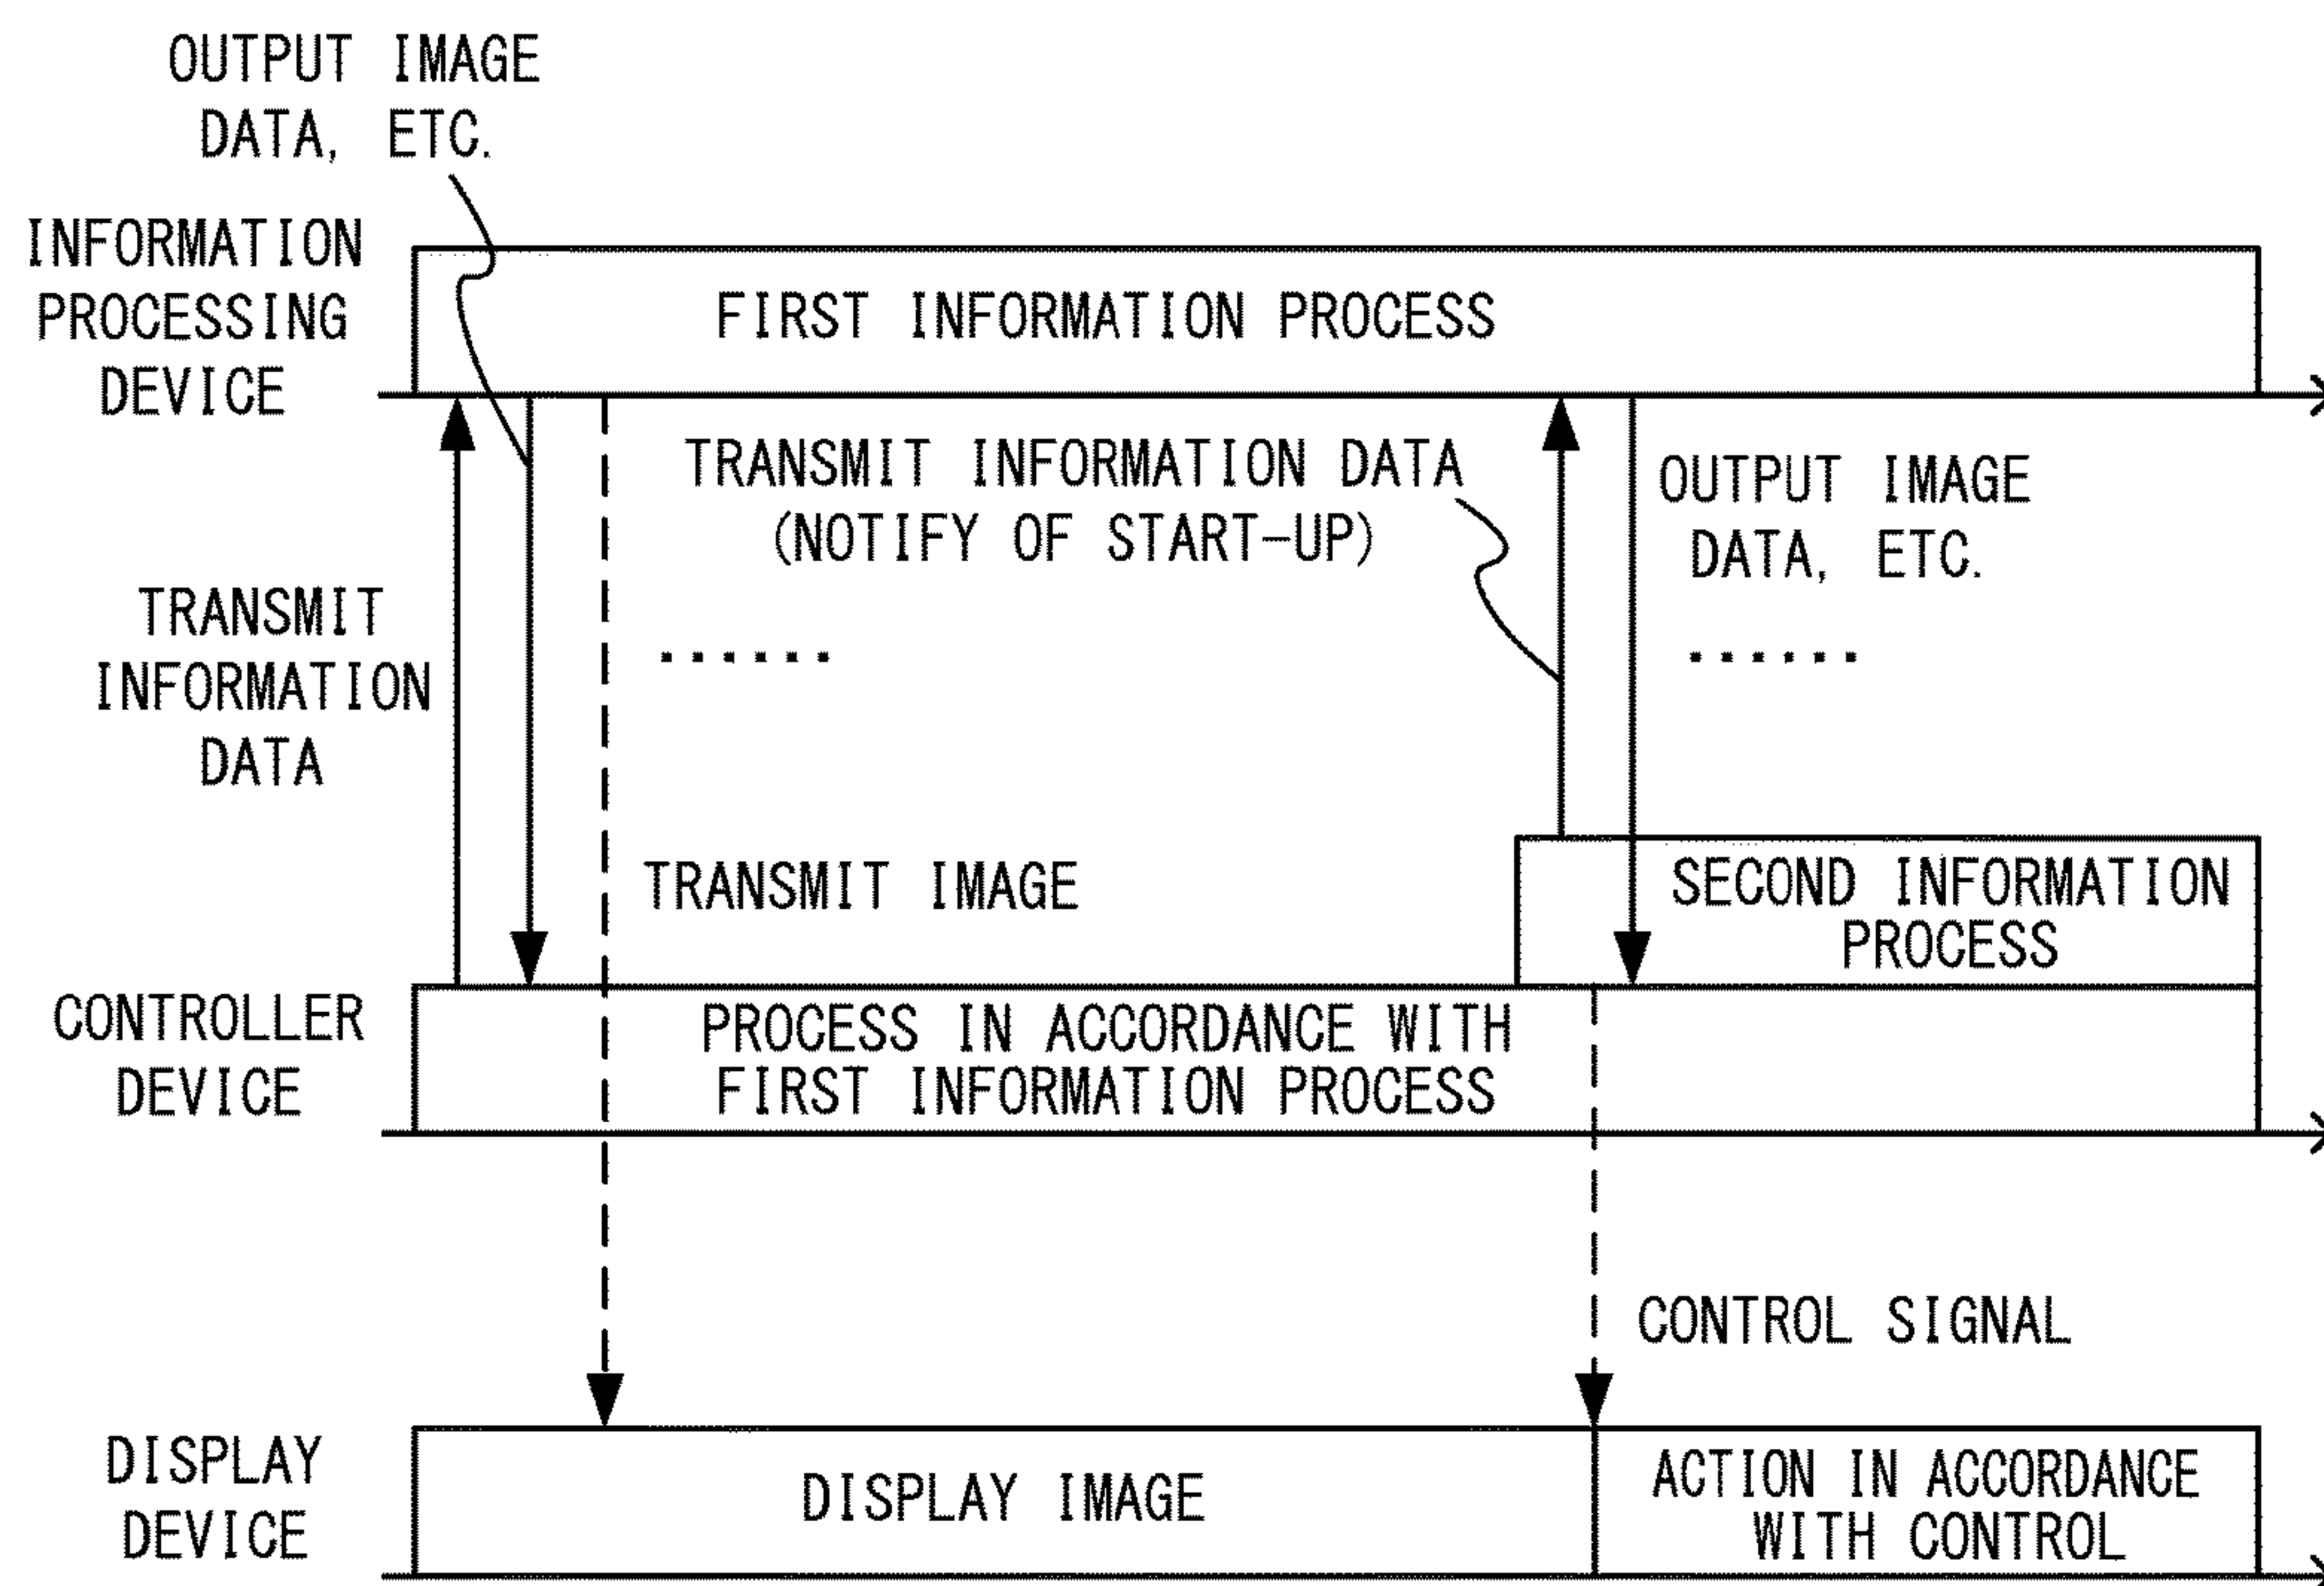 OUTPUT IMAGE
DATA, ETC.
INFORMATION
PROCESSING
DEVICE
FIRST INFORMATION PROCESS
TRANSMIT INFORMATION DATA
(NOTIFY OF START-UP)
OUTPUT IMAGE
DATA, ETC.
TRANSMIT
INFORMATION
DATA
......
......
TRANSMIT IMAGE
SECOND INFORMATION
PROCESS
CONTROLLER
DEVICE
PROCESS IN ACCORDANCE WITH
FIRST INFORMATION PROCESS
CONTROL SIGNAL
DISPLAY
DEVICE
DISPLAY IMAGE
ACTION IN ACCORDANCE
WITH CONTROL